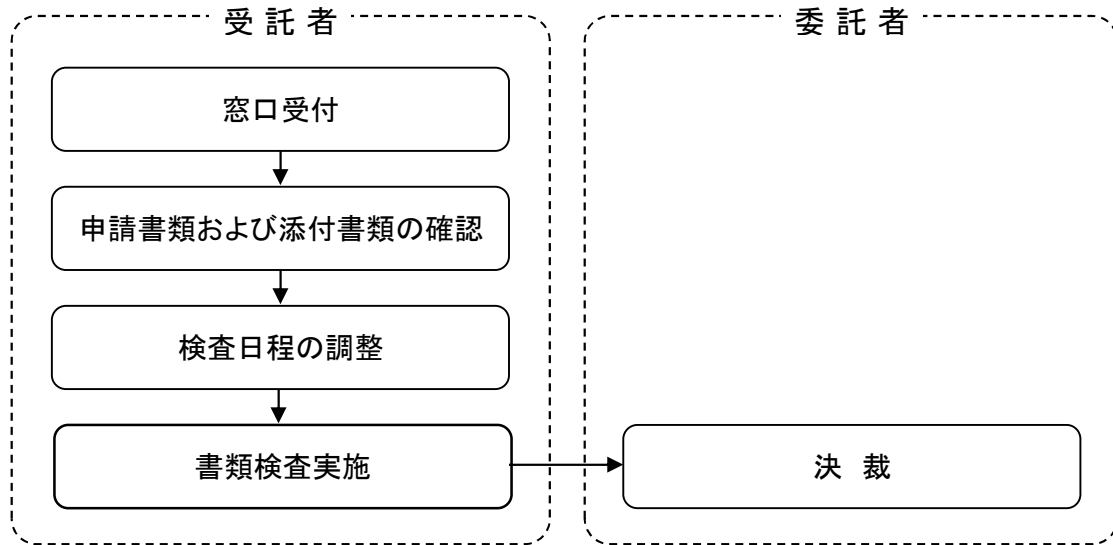 受託者
委託者
窓口受付
申請書類および添付書類の確認
検査日程の調整
書類検査実施
決裁